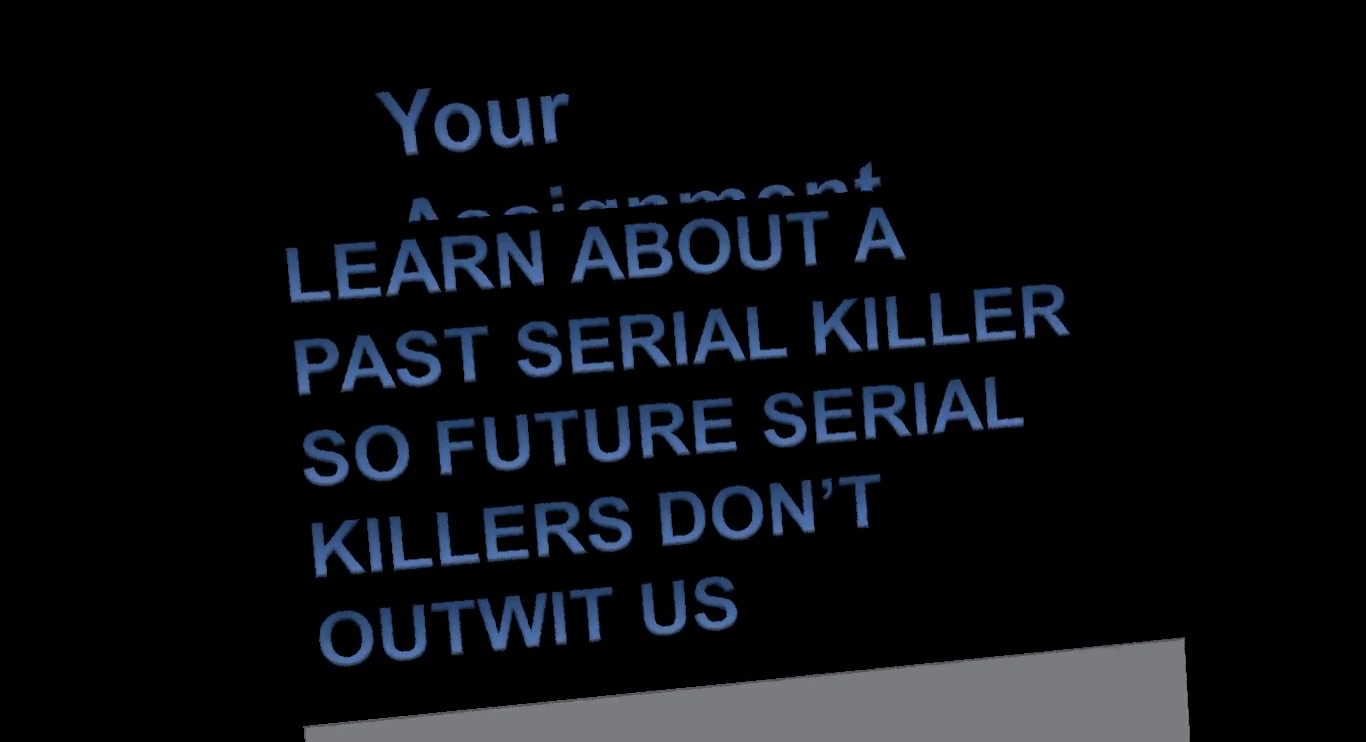 Your
Assignment
LEARN ABOUT A
PAST SERIAL KILLER
SO FUTURE SERIAL
KILLERS DON’T
OUTWIT US